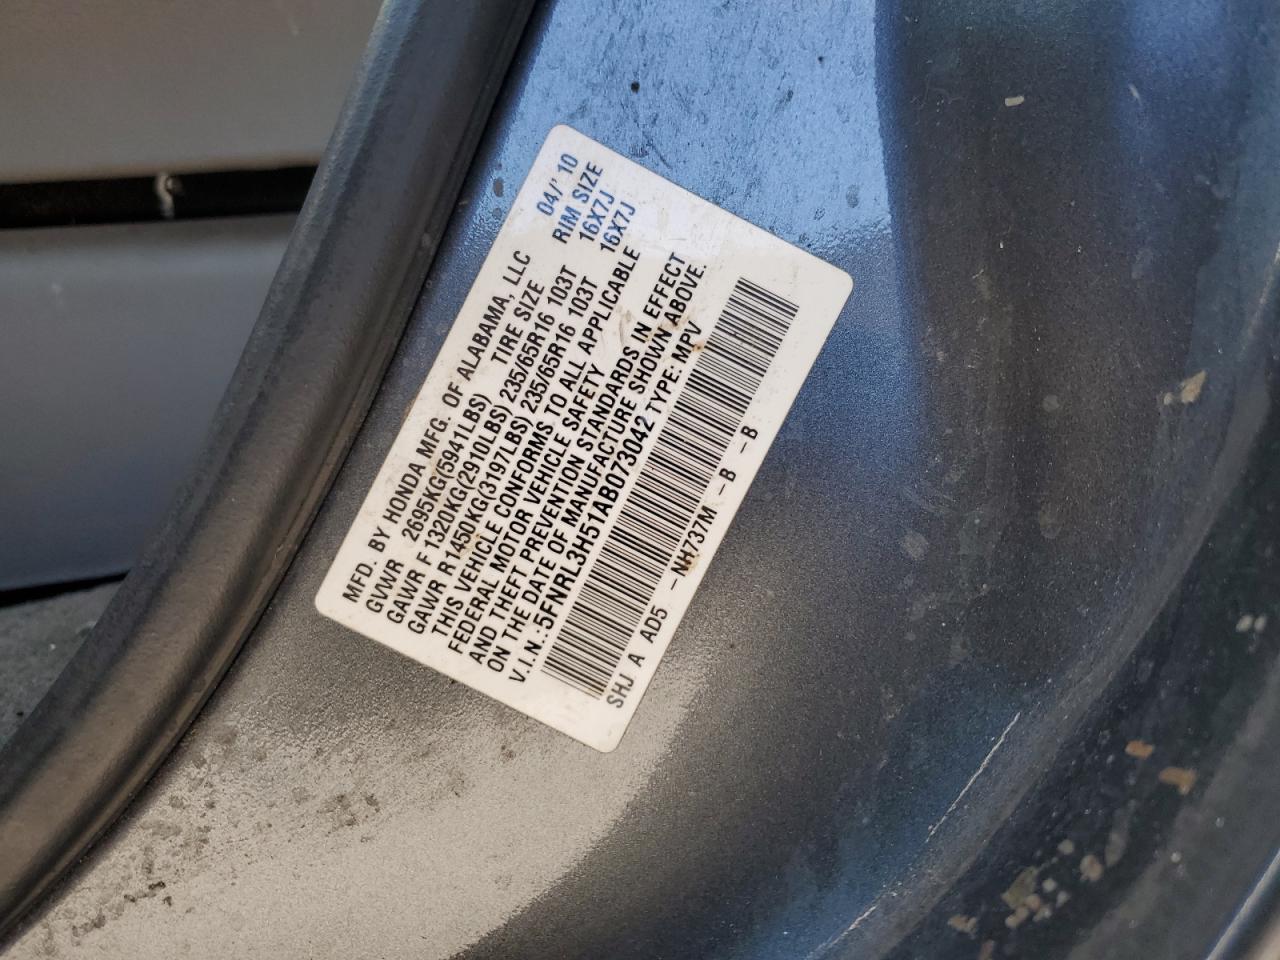 MFD. BY HONDA MFG. OF ALABAMA, LLC 04/' 10
GVWR 2695KG(5941LBS) TIRE SIZE RIM SIZE
GAWR F 1320KG(2910LBS) 235/65R16 103T 16X7J
GAWR R1450KG(3197LBS) 235/65R16 103T 16X7J
THIS VEHICLE CONFORMS TO ALL APPLICABLE
FEDERAL MOTOR VEHICLE SAFETY
AND THEFT PREVENTION STANDARDS IN EFFECT
ON THE DATE OF MANUFACTURE SHOWN ABOVE.
V.I.N.:5FNRL3H51AB073042 TYPE: MPV
SHJ A AD5 -NH737M -B -B